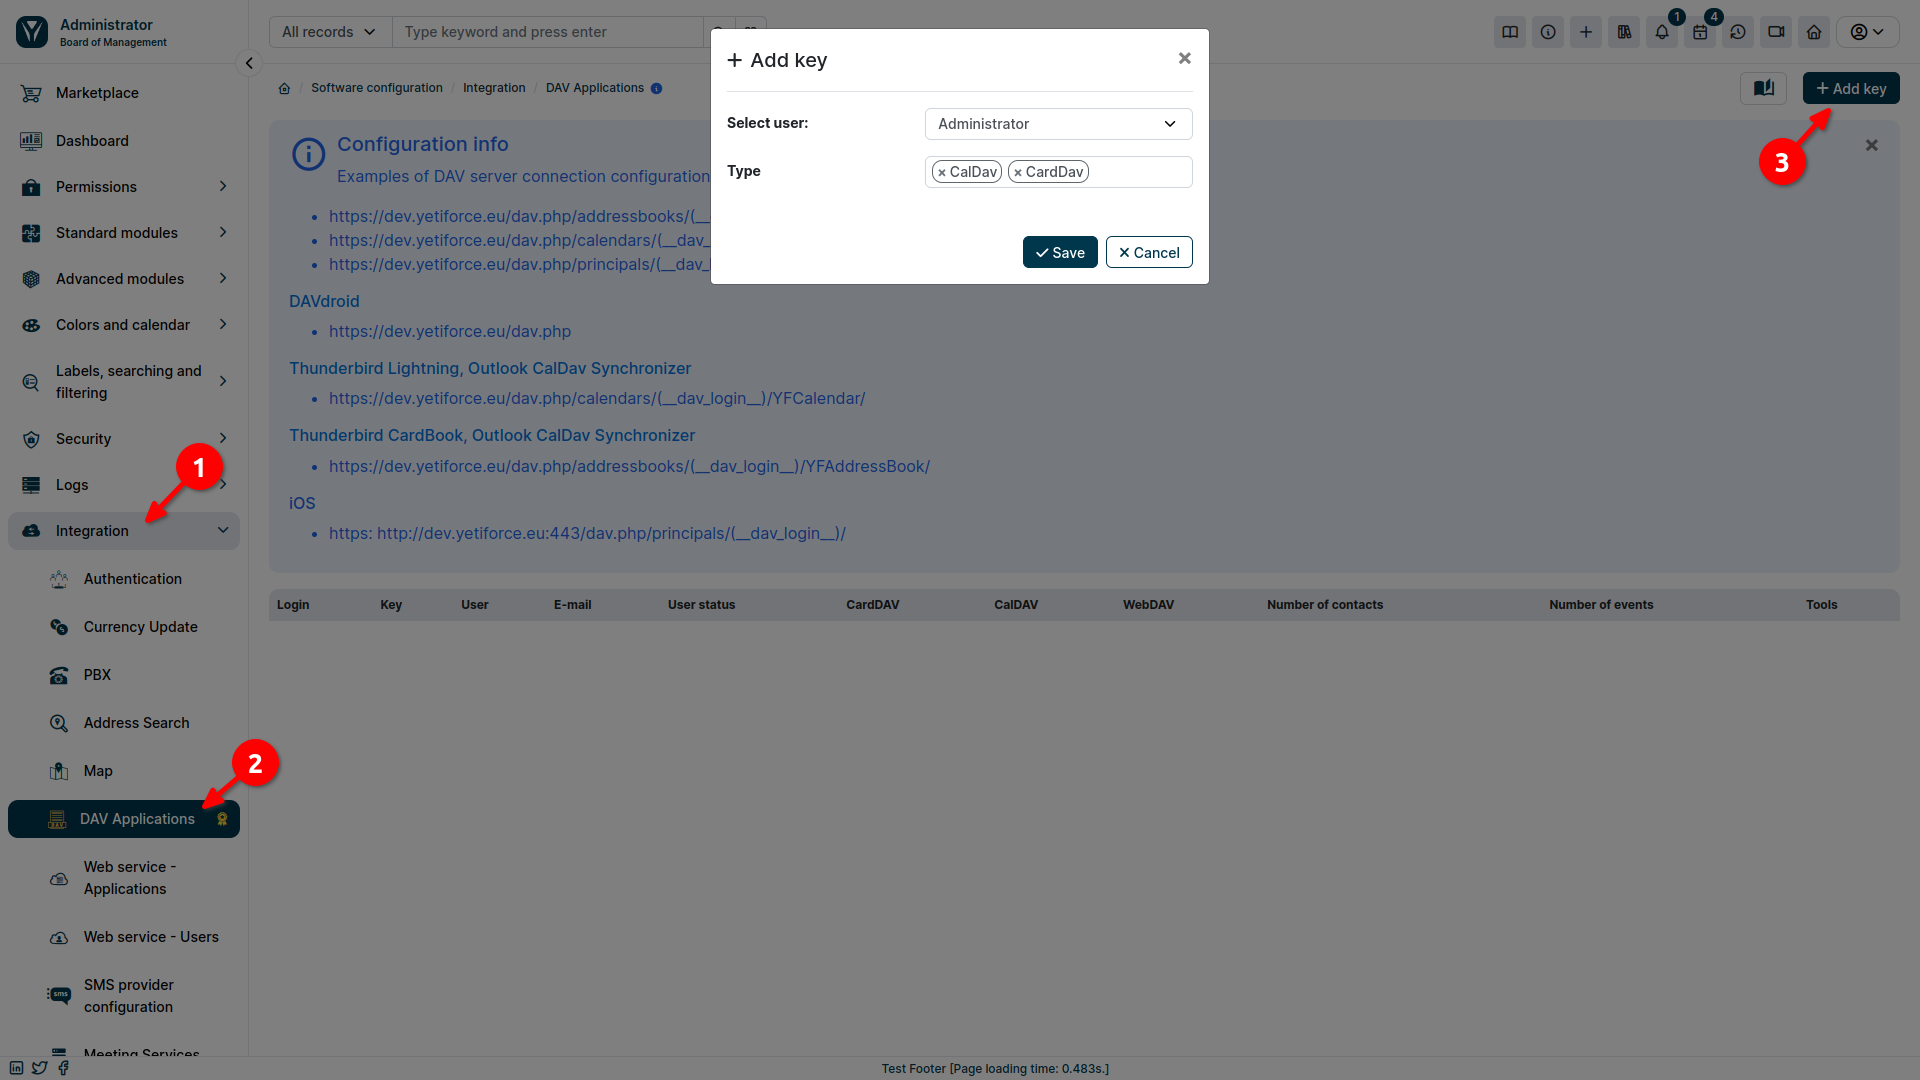 Administrator
Board of Management
All records
Type keyword and press enter
1
4
Marketplace
Dashboard
Permissions
Standard modules
Advanced modules
Colors and calendar
Labels, searching and
filtering
Security
Logs
Integration
Authentication
Currency Update
PBX
Address Search
Map
DAV Applications
Web service -
Applications
Web service - Users
sms
SMS provider
configuration
Meeting Services
1
2
3
/ Software configuration / Integration / DAV Applications
+ Add key
Configuration info
Examples of DAV server connection configuration
https://dev.yetiforce.eu/dav.php/addressbooks/(__
https://dev.yetiforce.eu/dav.php/calendars/(__dav_
https://dev.yetiforce.eu/dav.php/principals/(__dav_l
DAVdroid
https://dev.yetiforce.eu/dav.php
Thunderbird Lightning, Outlook CalDav Synchronizer
https://dev.yetiforce.eu/dav.php/calendars/(__dav_login__)/YFCalendar/
Thunderbird CardBook, Outlook CalDav Synchronizer
https://dev.yetiforce.eu/dav.php/addressbooks/(__dav_login__)/YFAddressBook/
iOS
https: http://dev.yetiforce.eu:443/dav.php/principals/(__dav_login__)/
Login Key User E-mail User status CardDAV CalDAV WebDAV Number of contacts Number of events Tools
+ Add key
×
Select user:
Administrator
Type
× CalDav × CardDav
Save
Cancel
Test Footer [Page loading time: 0.483s.]